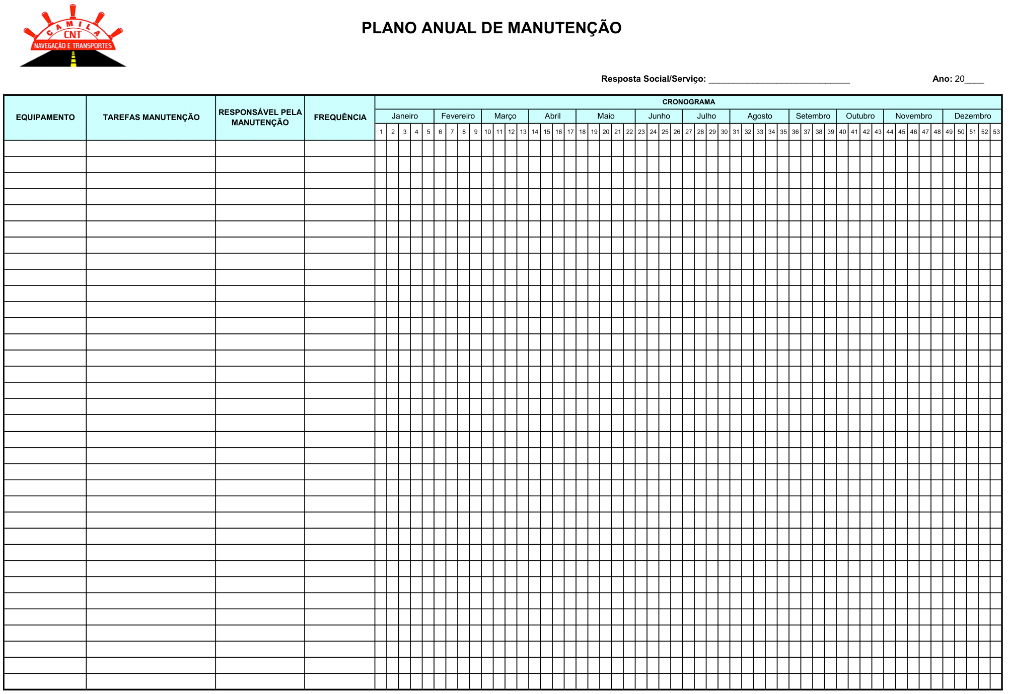 CAMILA
CNT
NAVEGAÇÃO E TRANSPORTES
PLANO ANUAL DE MANUTENÇÃO
Resposta Social/Serviço: _____________________________ Ano: 20____
EQUIPAMENTO TAREFAS MANUTENÇÃO RESPONSÁVEL PELA MANUTENÇÃO FREQUÊNCIA CRONOGRAMA
Janeiro Fevereiro Março Abril Maio Junho Julho Agosto Setembro Outubro Novembro Dezembro
1 2 3 4 5 6 7 8 9 10 11 12 13 14 15 16 17 18 19 20 21 22 23 24 25 26 27 28 29 30 31 32 33 34 35 36 37 38 39 40 41 42 43 44 45 46 47 48 49 50 51 52 53